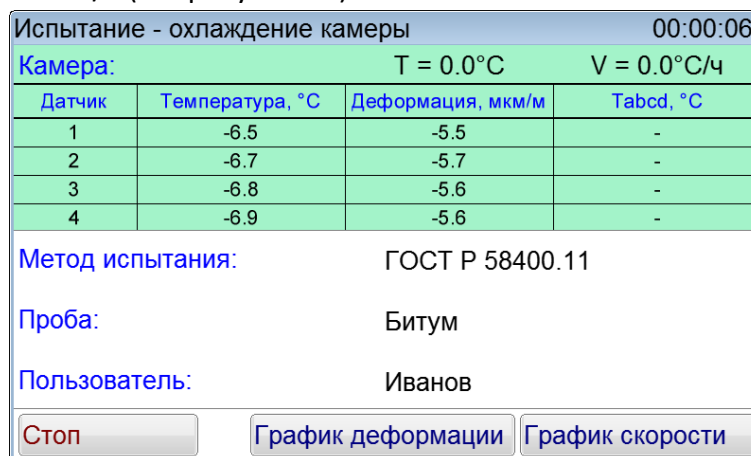 Испытание - охлаждение камеры 00:00:06
Камера: T = 0.0°C V = 0.0°C/ч
Датчик Температура, °C Деформация, мкм/м Tabcd, °C
1 -6.5 -5.5 -
2 -6.7 -5.7 -
3 -6.8 -5.6 -
4 -6.9 -5.6 -
Метод испытания: ГОСТ Р 58400.11
Проба: Битум
Пользователь: Иванов
Стоп График деформации График скорости